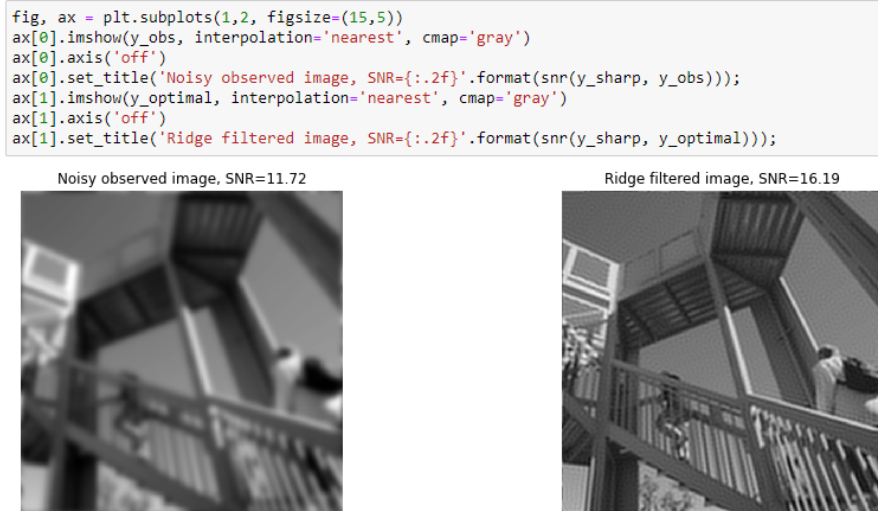 fig, ax = plt.subplots(1,2, figsize=(15,5))
ax[0].imshow(y_obs, interpolation='nearest', cmap='gray')
ax[0].axis('off')
ax[0].set_title('Noisy observed image, SNR={:.2f}'.format(snr(y_sharp, y_obs)));
ax[1].imshow(y_optimal, interpolation='nearest', cmap='gray')
ax[1].axis('off')
ax[1].set_title('Ridge filtered image, SNR={:.2f}'.format(snr(y_sharp, y_optimal)));
Noisy observed image, SNR=11.72
Ridge filtered image, SNR=16.19